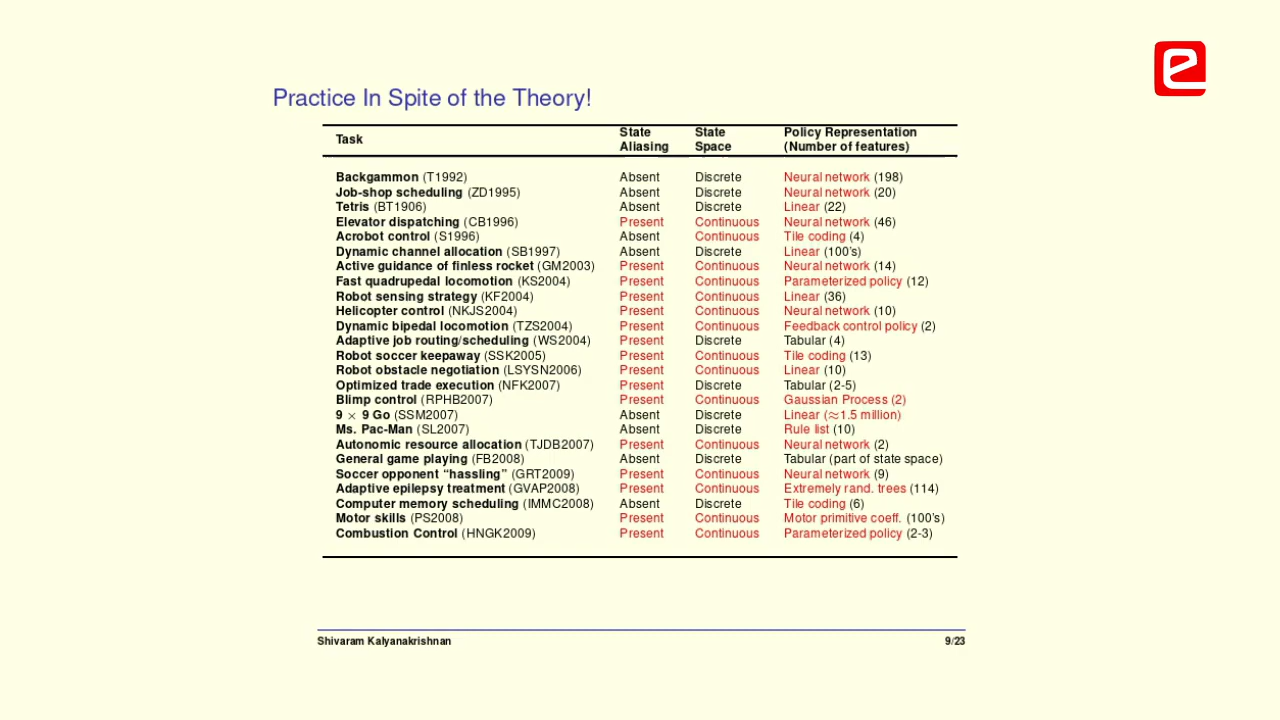 e
Practice In Spite of the Theory!
Task State Aliasing State Space Policy Representation (Number of features)
Backgammon (T1992) Absent Discrete Neural network (198)
Job-shop scheduling (ZD1995) Absent Discrete Neural network (20)
Tetris (BT1906) Absent Discrete Linear (22)
Elevator dispatching (CB1996) Present Continuous Neural network (46)
Acrobot control (S1996) Absent Continuous Tile coding (4)
Dynamic channel allocation (SB1997) Absent Discrete Linear (100's)
Active guidance of finless rocket (GM2003) Present Continuous Neural network (14)
Fast quadrupedal locomotion (KS2004) Present Continuous Parameterized policy (12)
Robot sensing strategy (KF2004) Present Continuous Linear (36)
Helicopter control (NKJS2004) Present Continuous Neural network (10)
Dynamic bipedal locomotion (TZS2004) Present Continuous Feedback control policy (2)
Adaptive job routing/scheduling (WS2004) Present Discrete Tabular (4)
Robot soccer keepaway (SSK2005) Present Continuous Tile coding (13)
Robot obstacle negotiation (LSYSN2006) Present Continuous Linear (10)
Optimized trade execution (NFK2007) Present Discrete Tabular (2-5)
Blimp control (RPHB2007) Present Continuous Gaussian Process (2)
9 × 9 Go (SSM2007) Absent Discrete Linear (≈1.5 million)
Ms. Pac-Man (SL2007) Absent Discrete Rule list (10)
Autonomic resource allocation (TJDB2007) Present Continuous Neural network (2)
General game playing (FB2008) Absent Discrete Tabular (part of state space)
Soccer opponent “hassling” (GRT2009) Present Continuous Neural network (9)
Adaptive epilepsy treatment (GVAP2008) Present Continuous Extremely rand. trees (114)
Computer memory scheduling (IMMC2008) Absent Discrete Tile coding (6)
Motor skills (PS2008) Present Continuous Motor primitive coeff. (100's)
Combustion Control (HNGK2009) Present Continuous Parameterized policy (2-3)
Shivaram Kalyanakrishnan 9/23